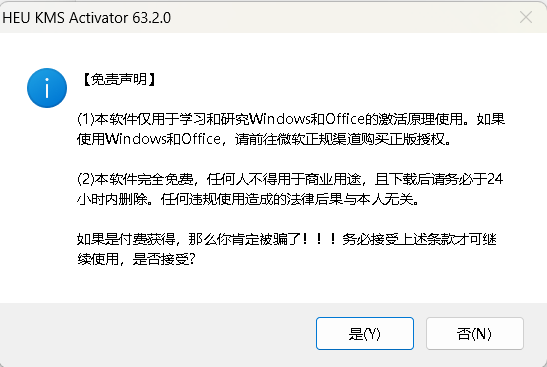 HEU KMS Activator 63.2.0
【免责声明】
(1)本软件仅用于学习和研究Windows和Office的激活原理使用。如果
使用Windows和Office，请前往微软正规渠道购买正版授权。
(2)本软件完全免费，任何人不得用于商业用途，且下载后请务必于24
小时内删除。任何违规使用造成的法律后果与本人无关。
如果是付费获得，那么你肯定被骗了！！！务必接受上述条款才可继
续使用，是否接受?
是(Y)
否(N)